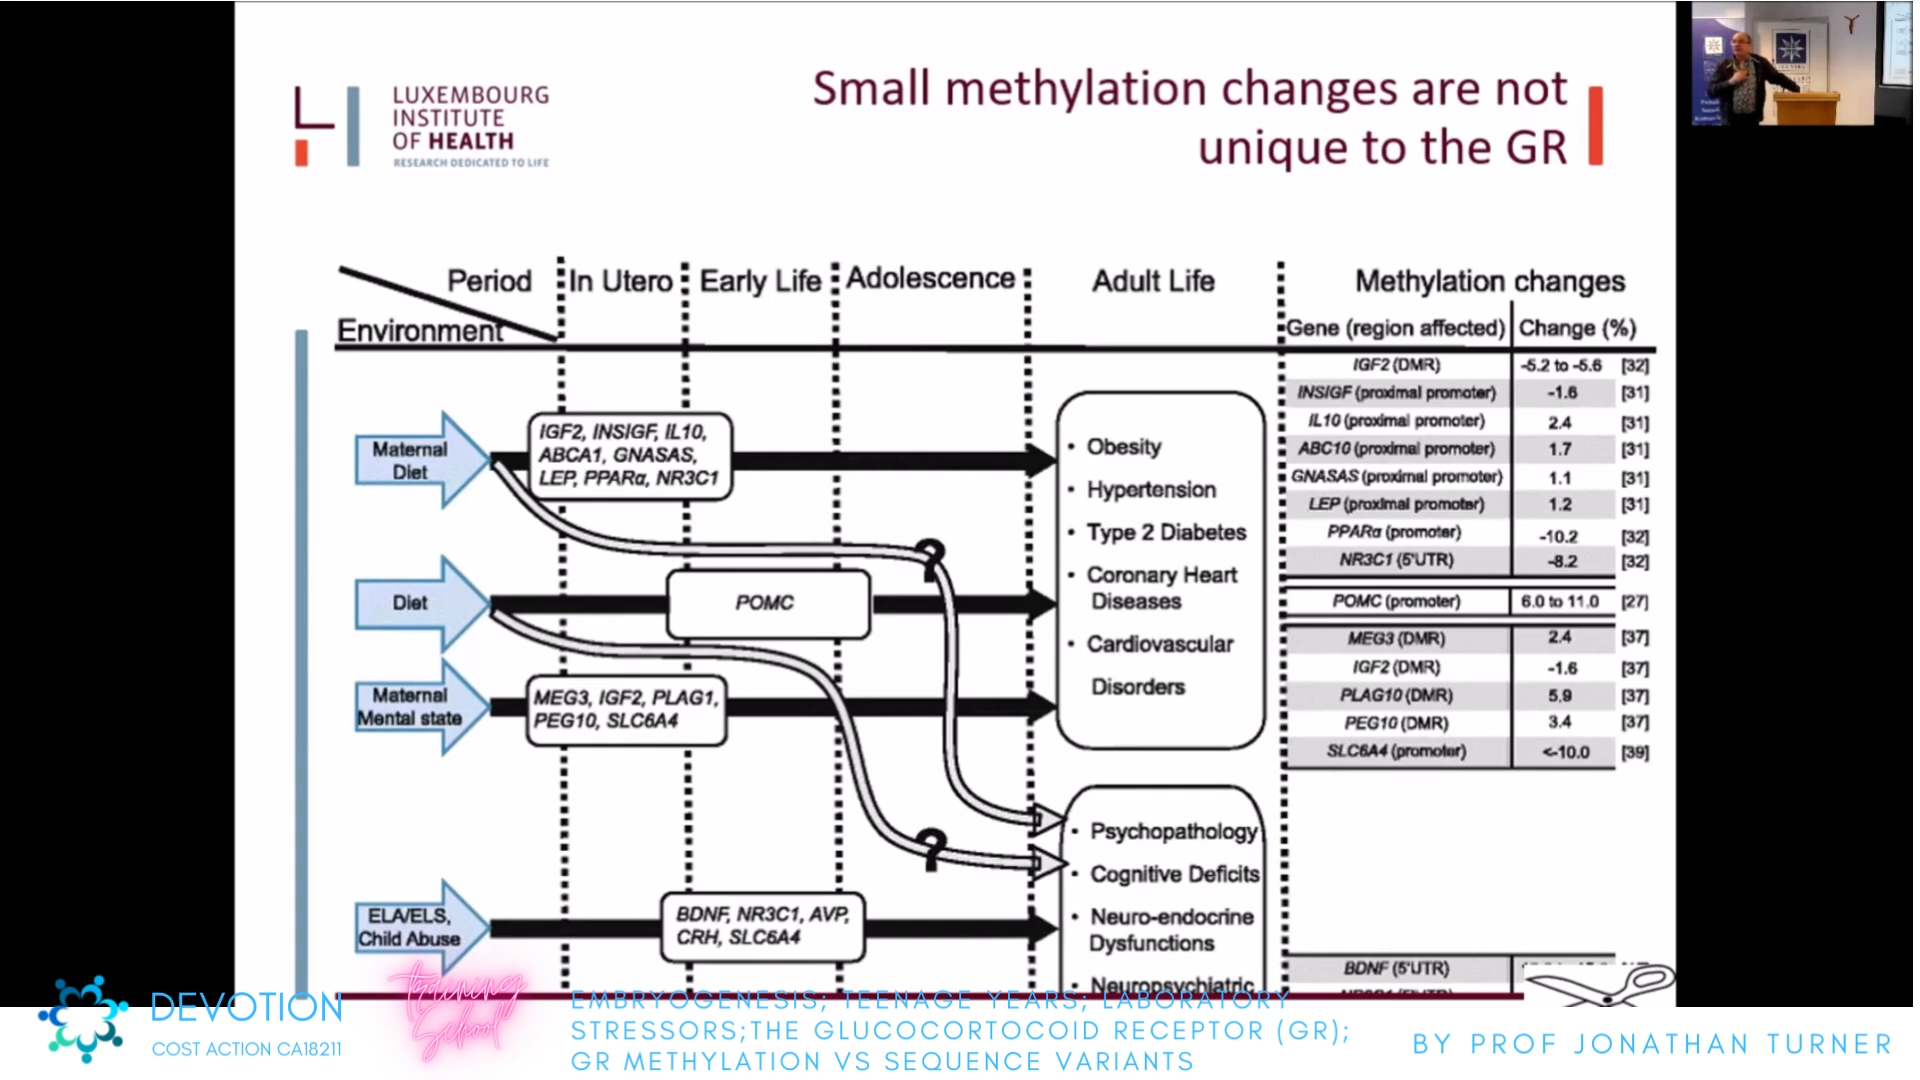 LUXEMBOURG
INSTITUTE
OF HEALTH
RESEARCH DEDICATED TO LIFE
Small methylation changes are not
unique to the GR
Period
In Utero
Early Life
Adolescence
Adult Life
Methylation changes
Environment
Gene (region affected)
Change (%)
Maternal
Diet
IGF2, INSIGF, IL10,
ABCA1, GNASAS,
LEP, PPARα, NR3C1
?
Diet
POMC
Maternal
Mental state
MEG3, IGF2, PLAG1,
PEG10, SLC6A4
?
ELA/ELS,
Child Abuse
BDNF, NR3C1, AVP,
CRH, SLC6A4
• Obesity
• Hypertension
• Type 2 Diabetes
• Coronary Heart
Diseases
• Cardiovascular
Disorders
• Psychopathology
• Cognitive Deficits
• Neuro-endocrine
Dysfunctions
• Neuropsychiatric
IGF2 (DMR) -5.2 to -5.6 [32]
INSIGF (proximal promoter) -1.6 [31]
IL10 (proximal promoter) 2.4 [31]
ABC10 (proximal promoter) 1.7 [31]
GNASAS (proximal promoter) 1.1 [31]
LEP (proximal promoter) 1.2 [31]
PPARα (promoter) -10.2 [32]
NR3C1 (5'UTR) -8.2 [32]
POMC (promoter) 6.0 to 11.0 [27]
MEG3 (DMR) 2.4 [37]
IGF2 (DMR) -1.6 [37]
PLAG10 (DMR) 5.9 [37]
PEG10 (DMR) 3.4 [37]
SLC6A4 (promoter) <-10.0 [39]
BDNF (5'UTR)
DEVOTION
COST ACTION CA18211
Training
School
EMBRYOGENESIS; TEENAGE YEARS; LABORATORY
STRESSORS;THE GLUCOCORTOCOID RECEPTOR (GR);
GR METHYLATION VS SEQUENCE VARIANTS
BY PROF JONATHAN TURNER